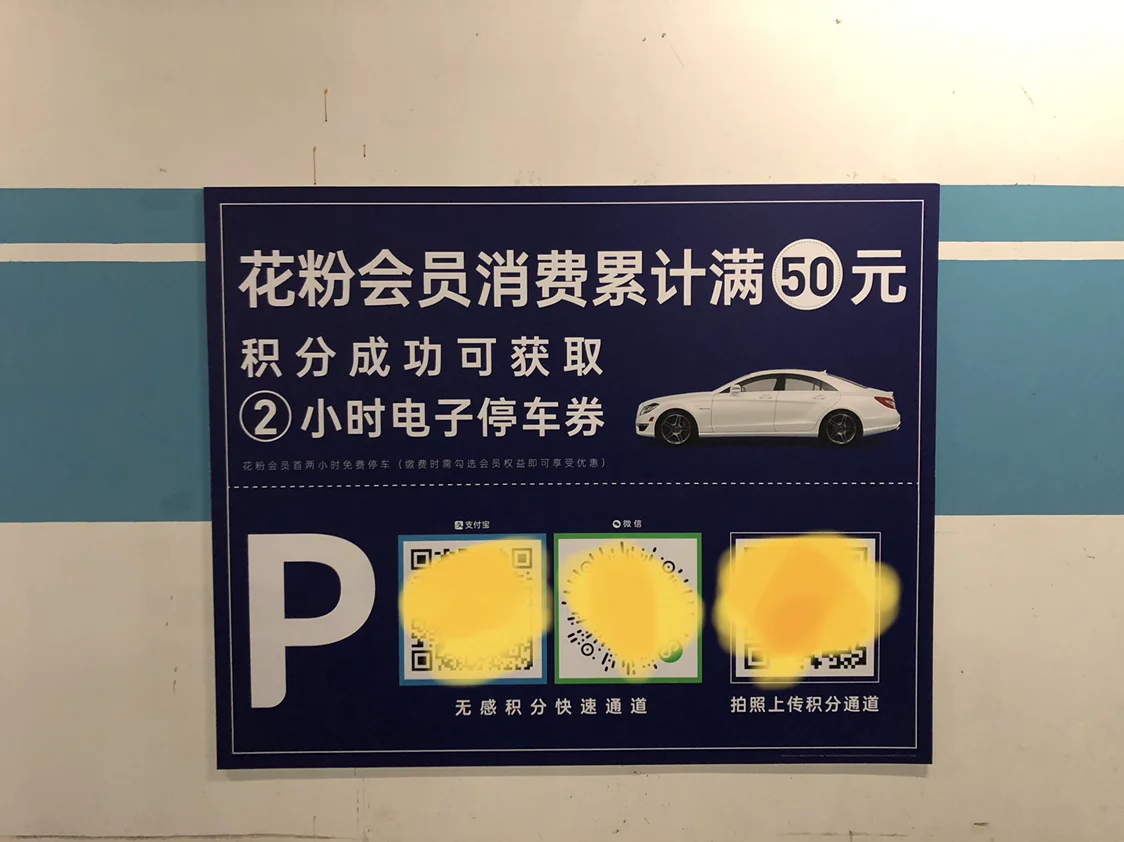 花粉会员消费累计满50元
积分成功可获取
2小时电子停车券
花粉会员首两小时免费停车（缴费时需勾选会员权益即可享受优惠）
支付宝
微信
P
无感积分快速通道
拍照上传积分通道